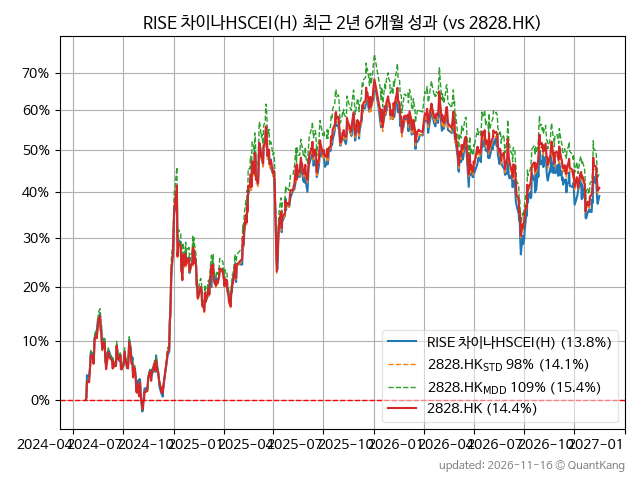 RISE 차이나HSCEI(H) 최근 2년 6개월 성과 (vs 2828.HK)
70%
60%
50%
40%
30%
20%
10%
0%
RISE 차이나HSCEI(H) (13.8%)
2828.HK_STD 98% (14.1%)
2828.HK_MDD 109% (15.4%)
2828.HK (14.4%)
2024-04 2024-07 2024-10 2025-01 2025-04 2025-07 2025-10 2026-01 2026-04 2026-07 2026-10 2027-01
updated: 2026-11-16 © QuantKang